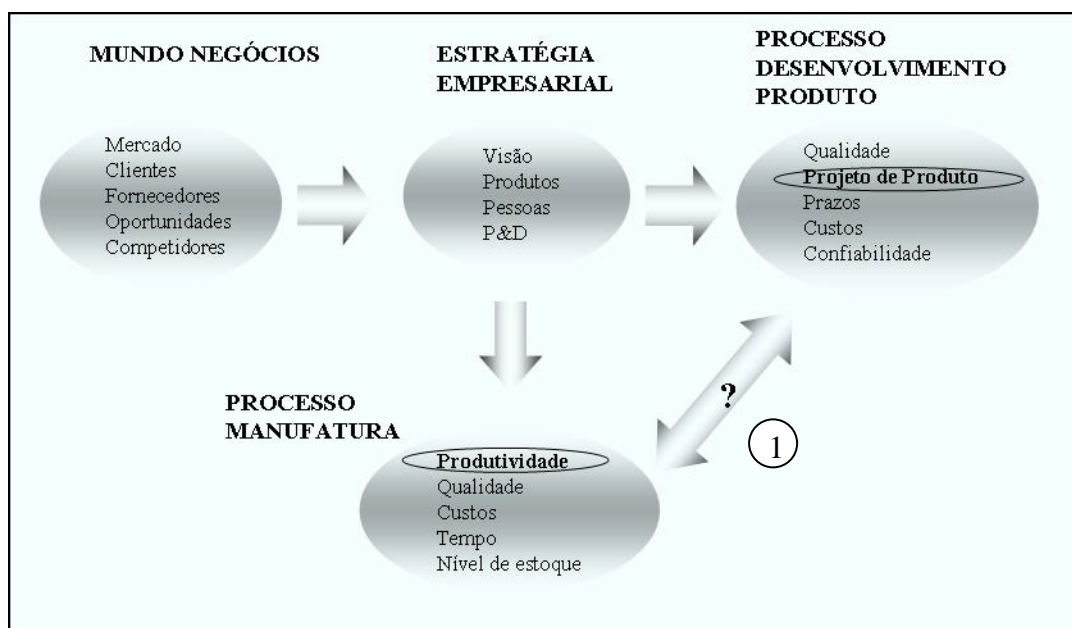 MUNDO NEGÓCIOS
Mercado
Clientes
Fornecedores
Oportunidades
Competidores
ESTRATÉGIA
EMPRESARIAL
Visão
Produtos
Pessoas
P&D
PROCESSO
DESENVOLVIMENTO
PRODUTO
Qualidade
Projeto de Produto
Prazos
Custos
Confiabilidade
?
1
PROCESSO
MANUFATURA
Produtividade
Qualidade
Custos
Tempo
Nível de estoque